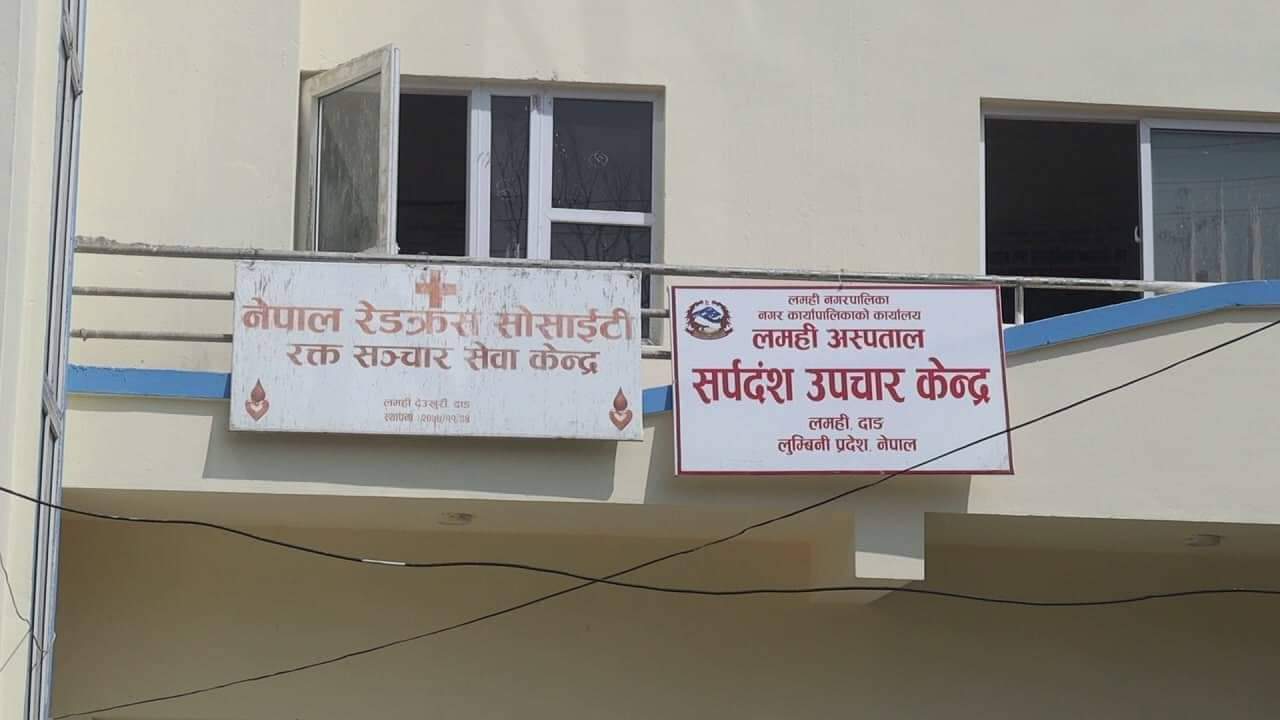 नेपाल रेडक्रस सोसाईटी
रक्त सञ्चार सेवा केन्द्र
लमही देउखुरी, दाङ
स्थापना :
लमही नगरपालिका
नगर कार्यपालिकाको कार्यालय
लमही अस्पताल
सर्पदंश उपचार केन्द्र
लमही, दाङ
लुम्बिनी प्रदेश, नेपाल